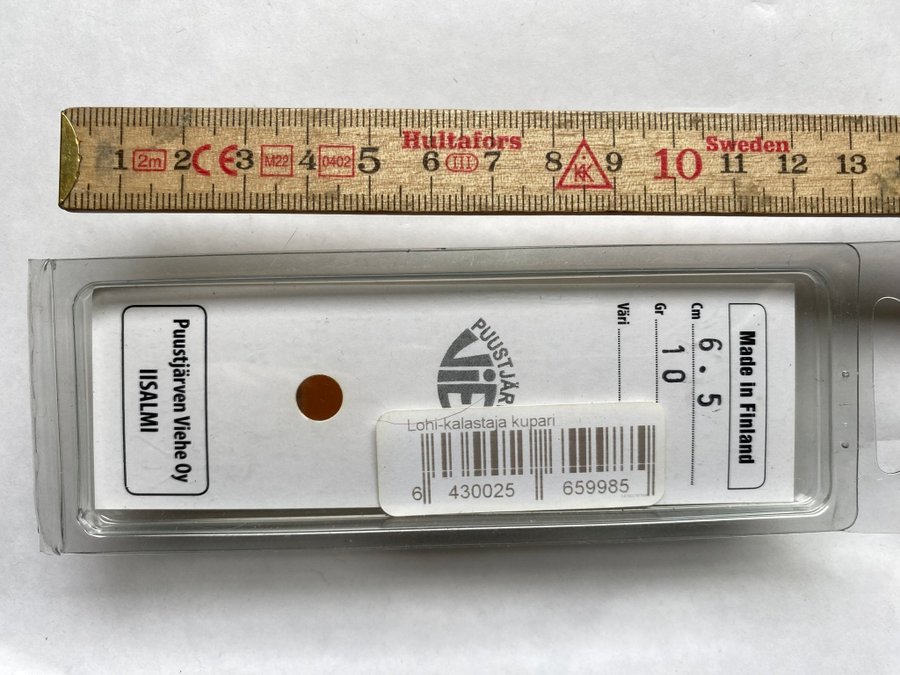 Hultafors Sweden
1 2m 2 CE 3 M22 4 0402 5 6 III 7 8 KK 9 10 11 12 13
Puustjärven Viehe Oy
IISALMI
PUUSTJÄR
VIE
Made in Finland
Cm 6.5
Gr 10
Väri
Lohi-kalastaja kupari
6 430025 659985